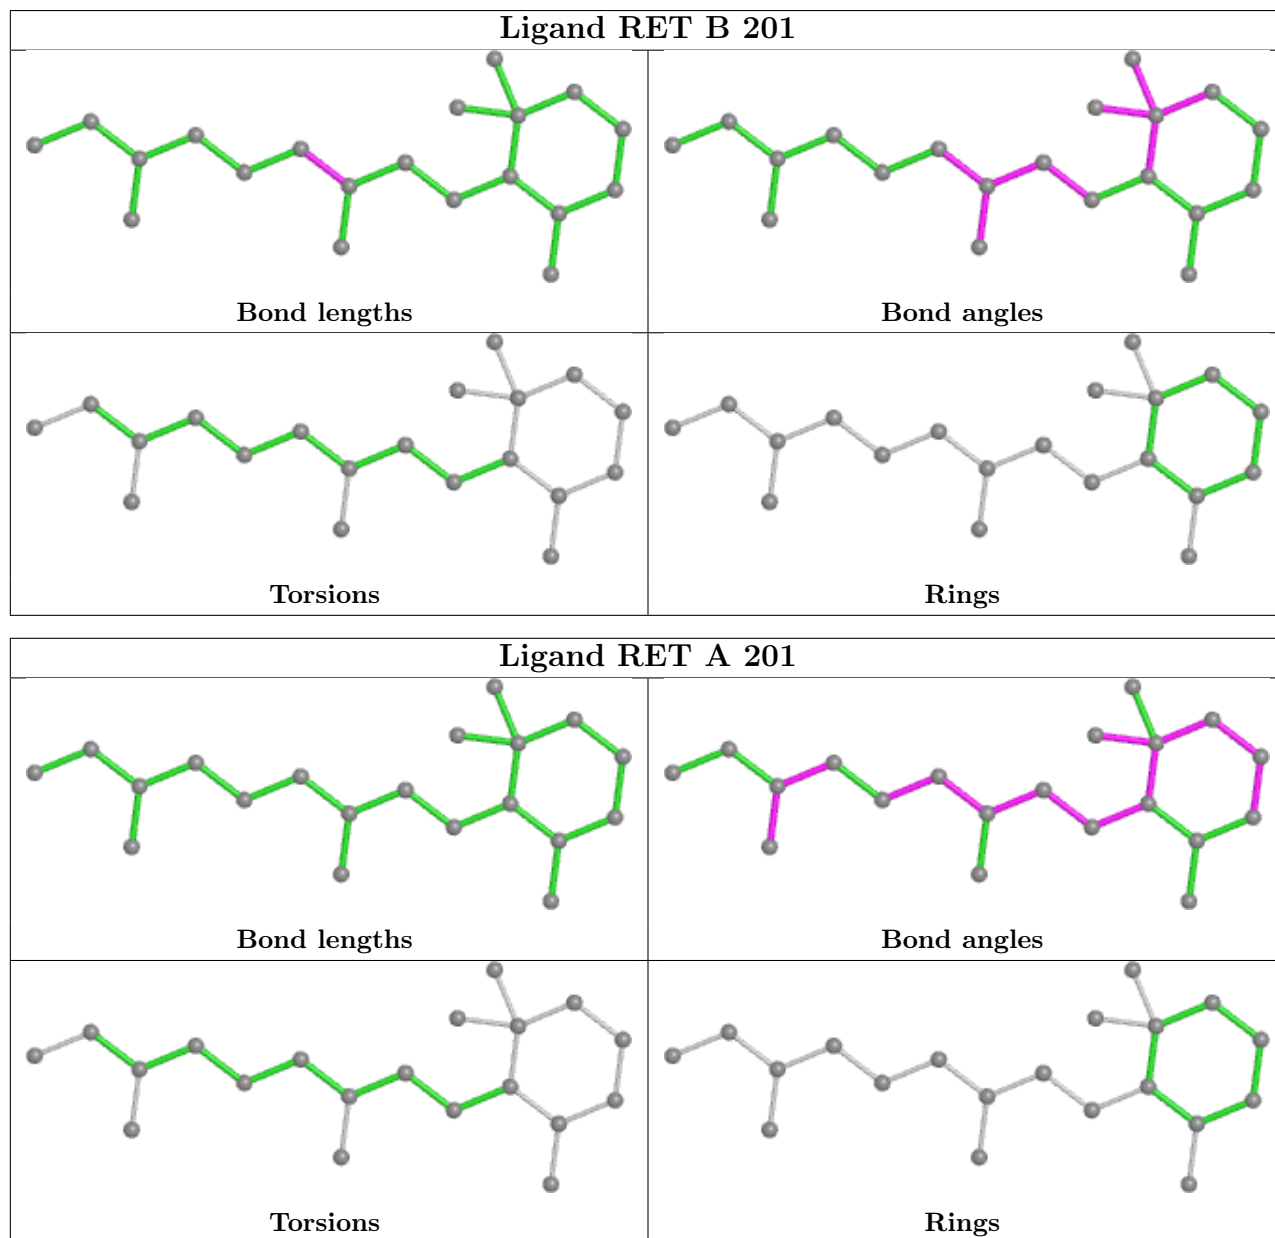 Ligand RET B 201
Bond lengths
Bond angles
Torsions
Rings
Ligand RET A 201
Bond lengths
Bond angles
Torsions
Rings